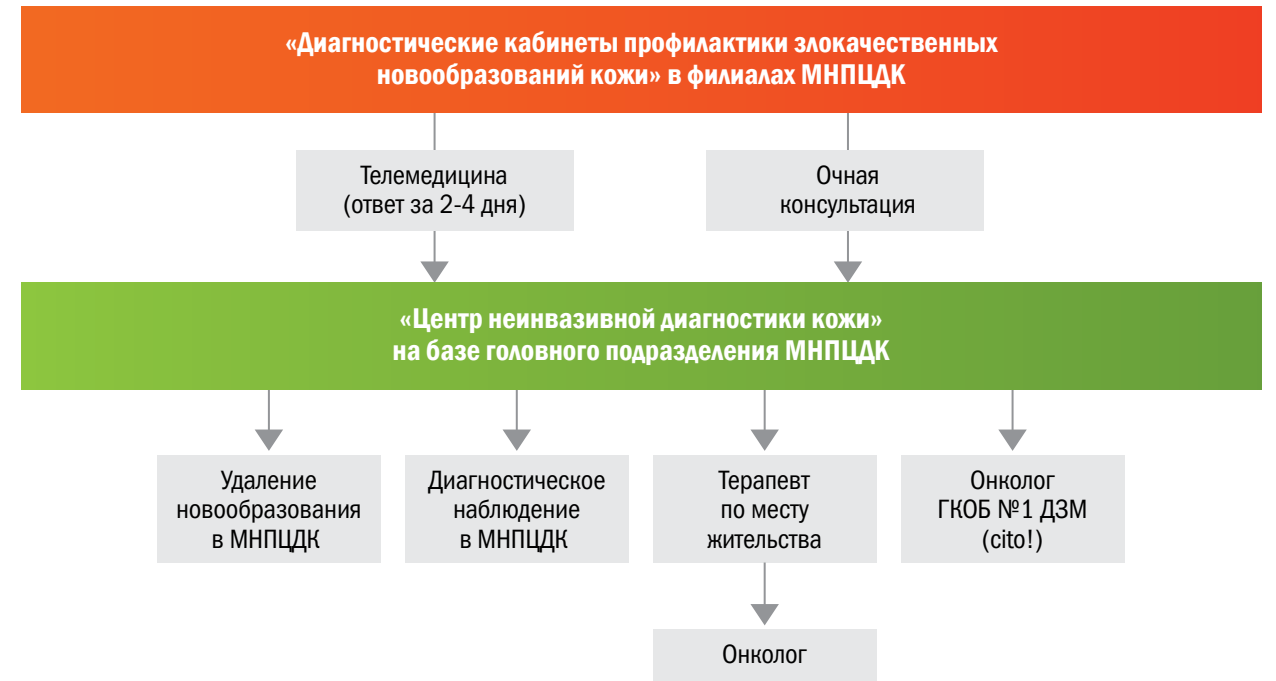 «Диагностические кабинеты профилактики злокачественных
новообразований кожи» в филиалах МНПЦДК
Телемедицина
(ответ за 2-4 дня)
Очная
консультация
«Центр неинвазивной диагностики кожи»
на базе головного подразделения МНПЦДК
Удаление
новообразования
в МНПЦДК
Диагностическое
наблюдение
в МНПЦДК
Терапевт
по месту
жительства
Онколог
ГКОБ №1 ДЗМ
(cito!)
Онколог